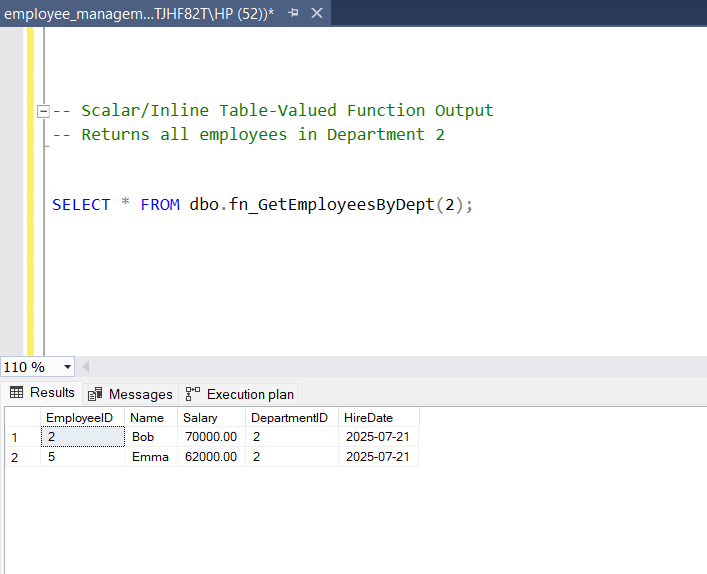 employee_managem...TJHF82T\HP (52))*
-- Scalar/Inline Table-Valued Function Output
-- Returns all employees in Department 2
SELECT * FROM dbo.fn_GetEmployeesByDept(2);
110 %
Results Messages Execution plan
EmployeeID Name Salary DepartmentID HireDate
1 2 Bob 70000.00 2 2025-07-21
2 5 Emma 62000.00 2 2025-07-21